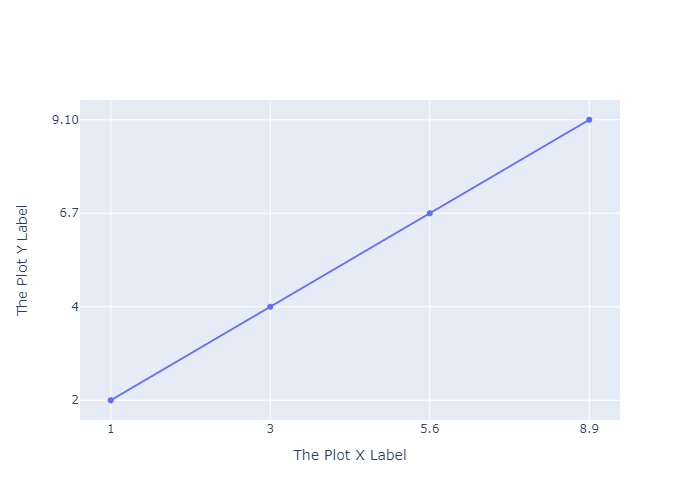 9.10
6.7
4
2
The Plot Y Label
1 3 5.6 8.9
The Plot X Label